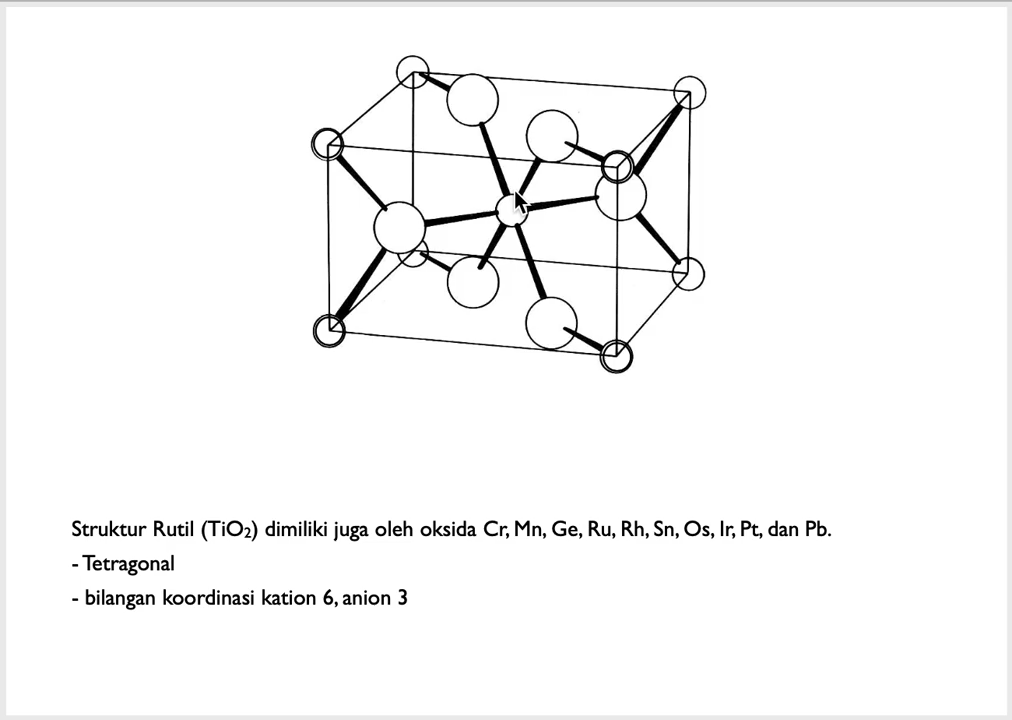 Struktur Rutil (TiO₂) dimiliki juga oleh oksida Cr, Mn, Ge, Ru, Rh, Sn, Os, Ir, Pt, dan Pb.
- Tetragonal
- bilangan koordinasi kation 6, anion 3